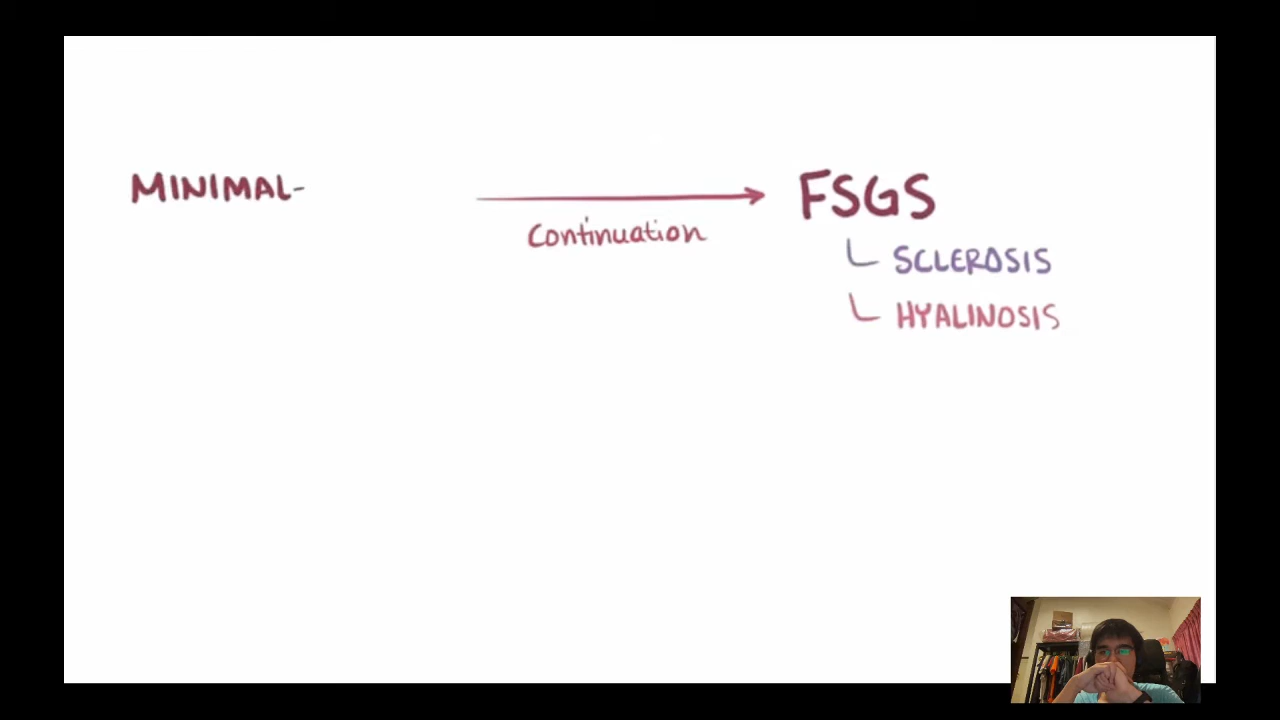 MINIMAL-
Continuation
FSGS
SCLEROSIS
HYALINOSIS